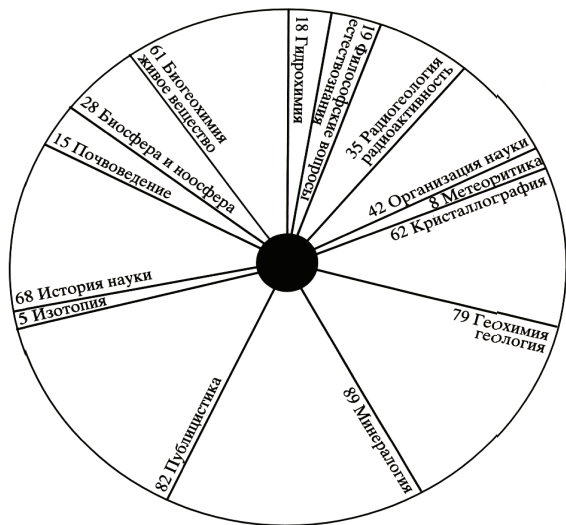 18 Гидрохимия
19 Философские вопросы
естествознания
35 Радиогеология
радиоактивность
42 Организация науки
8 Метеоритика
62 Кристаллография
79 Геохимия
геология
89 Минералогия
82 Публицистика
5 Изотопия
68 История науки
15 Почвоведение
28 Биосфера и ноосфера
61 Биогеохимия
живое вещество